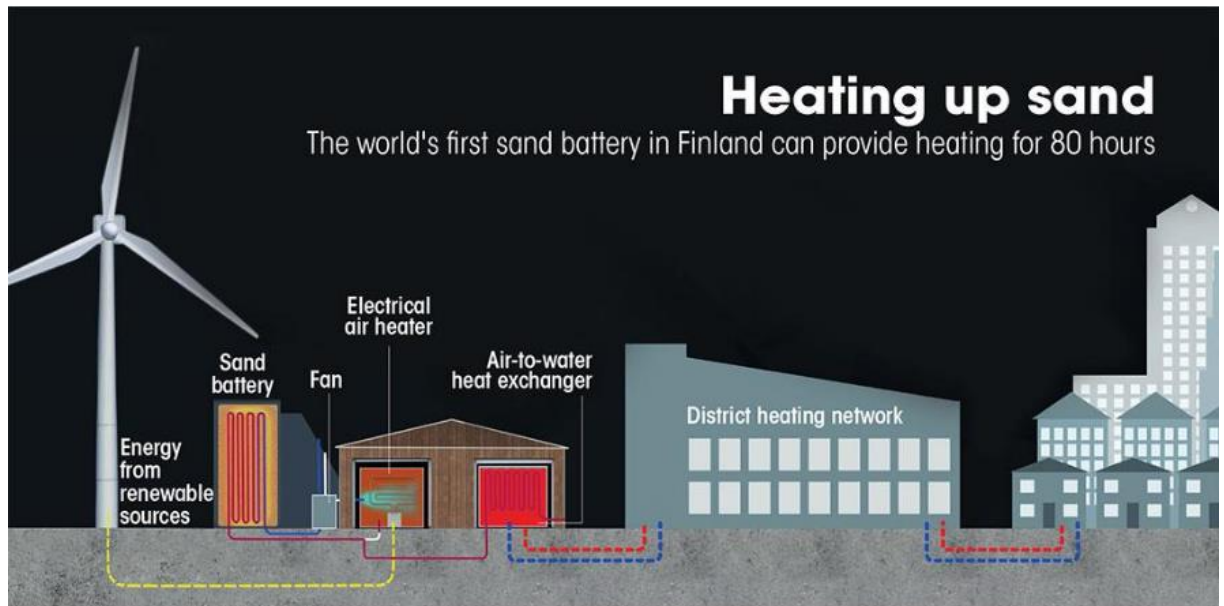 Heating up sand
The world's first sand battery in Finland can provide heating for 80 hours
Electrical
air heater
Sand
battery
Fan
Air-to-water
heat exchanger
District heating network
Energy
from
renewable
sources